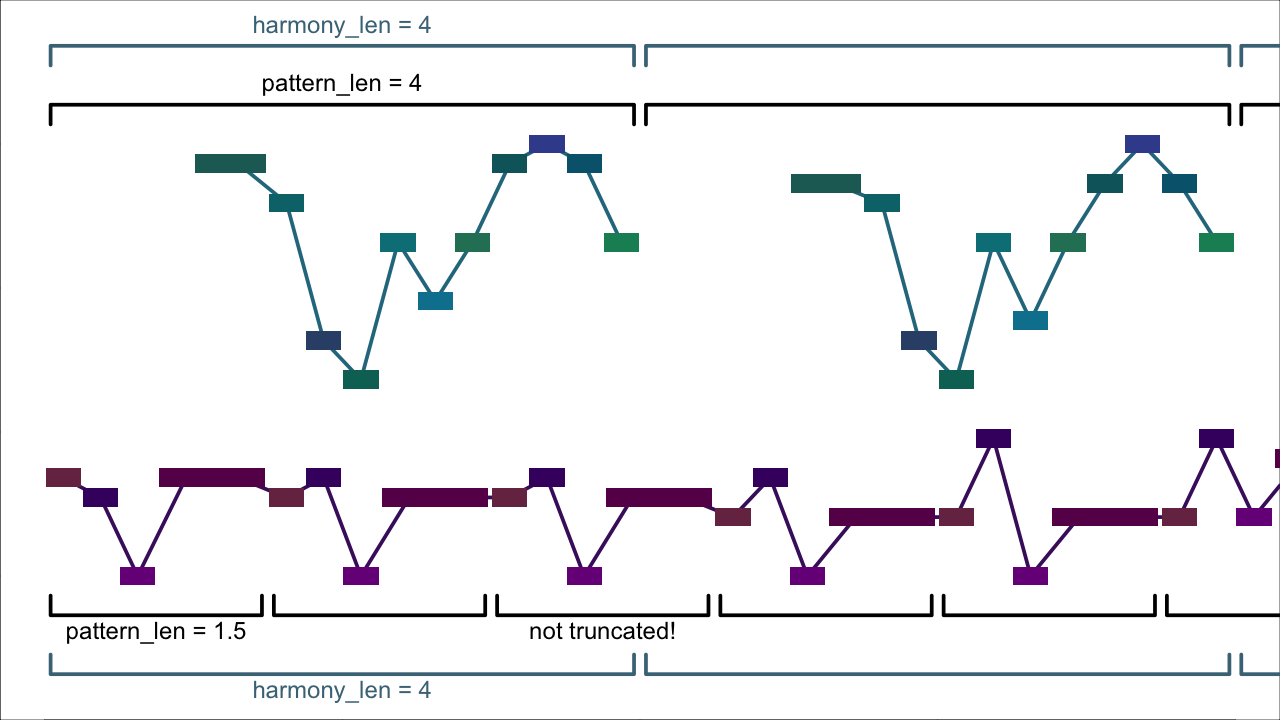 harmony_len = 4
pattern_len = 4
pattern_len = 1.5
not truncated!
harmony_len = 4